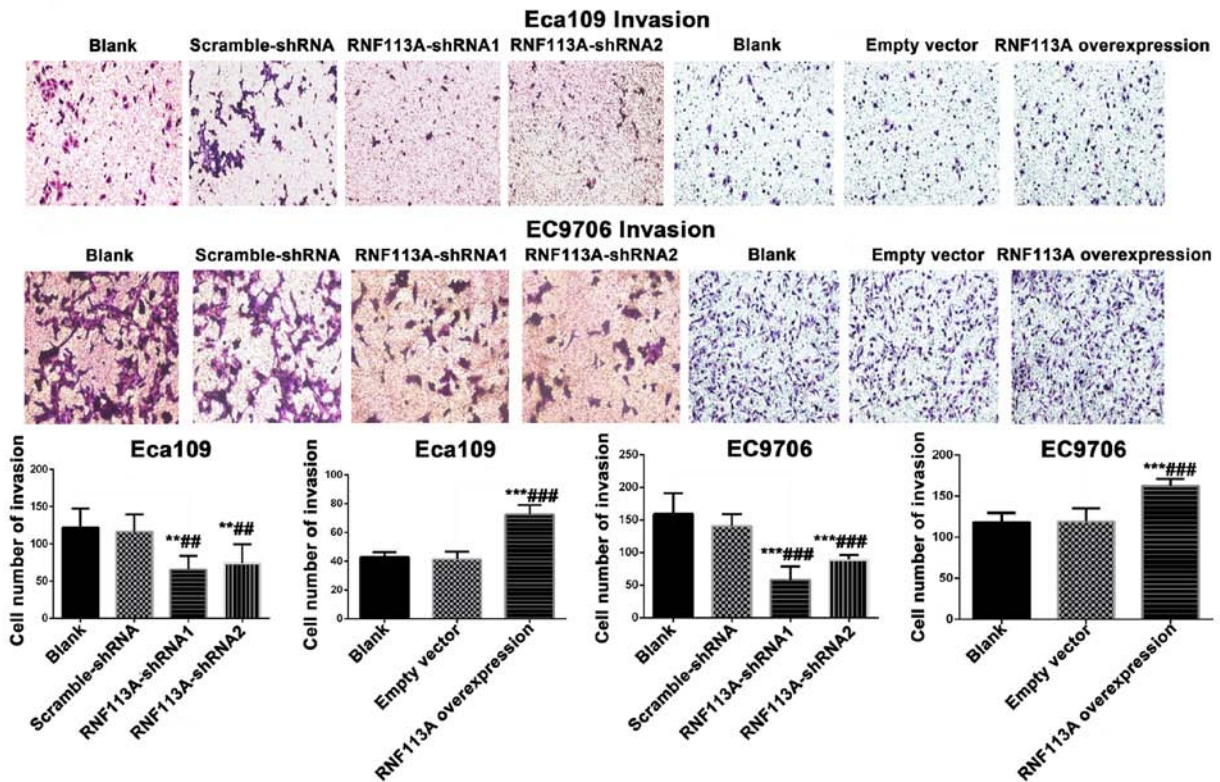 Eca109 Invasion
Blank Scramble-shRNA RNF113A-shRNA1 RNF113A-shRNA2 Blank Empty vector RNF113A overexpression
EC9706 Invasion
Blank Scramble-shRNA RNF113A-shRNA1 RNF113A-shRNA2 Blank Empty vector RNF113A overexpression
Eca109
Cell number of invasion
200
150
100
50
0
**## **##
Blank
Scramble-shRNA
RNF113A-shRNA1
RNF113A-shRNA2
Eca109
Cell number of invasion
100
80
60
40
20
0
***###
Blank
Empty vector
RNF113A overexpression
EC9706
Cell number of invasion
250
200
150
100
50
0
***### ***###
Blank
Scramble-shRNA
RNF113A-shRNA1
RNF113A-shRNA2
EC9706
Cell number of invasion
200
150
100
50
0
***###
Blank
Empty vector
RNF113A overexpression